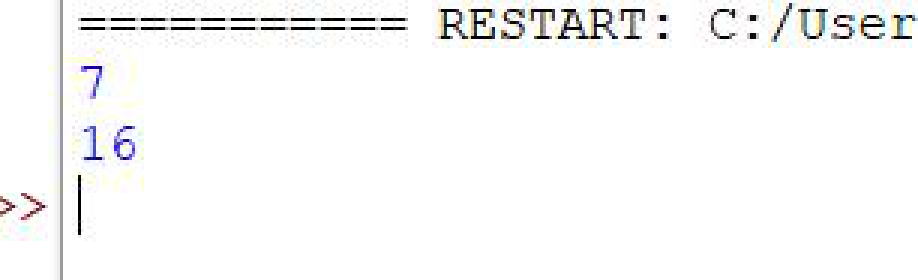 =========== RESTART: C:/User
7
16
>>